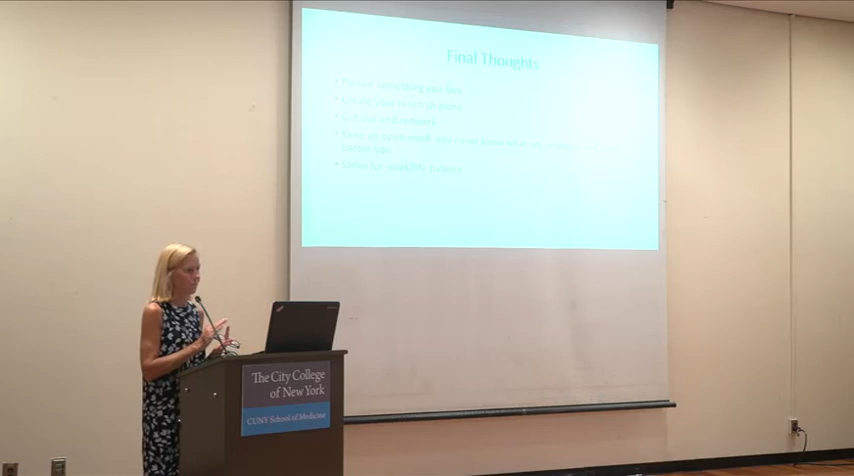 Final Thoughts
• Pursue something you love
• Create your research niche
• Get out and network
• Keep an open mind: you never know what
before you
• Strive for work/life balance
The City College
of New York
CUNY School of Medicine